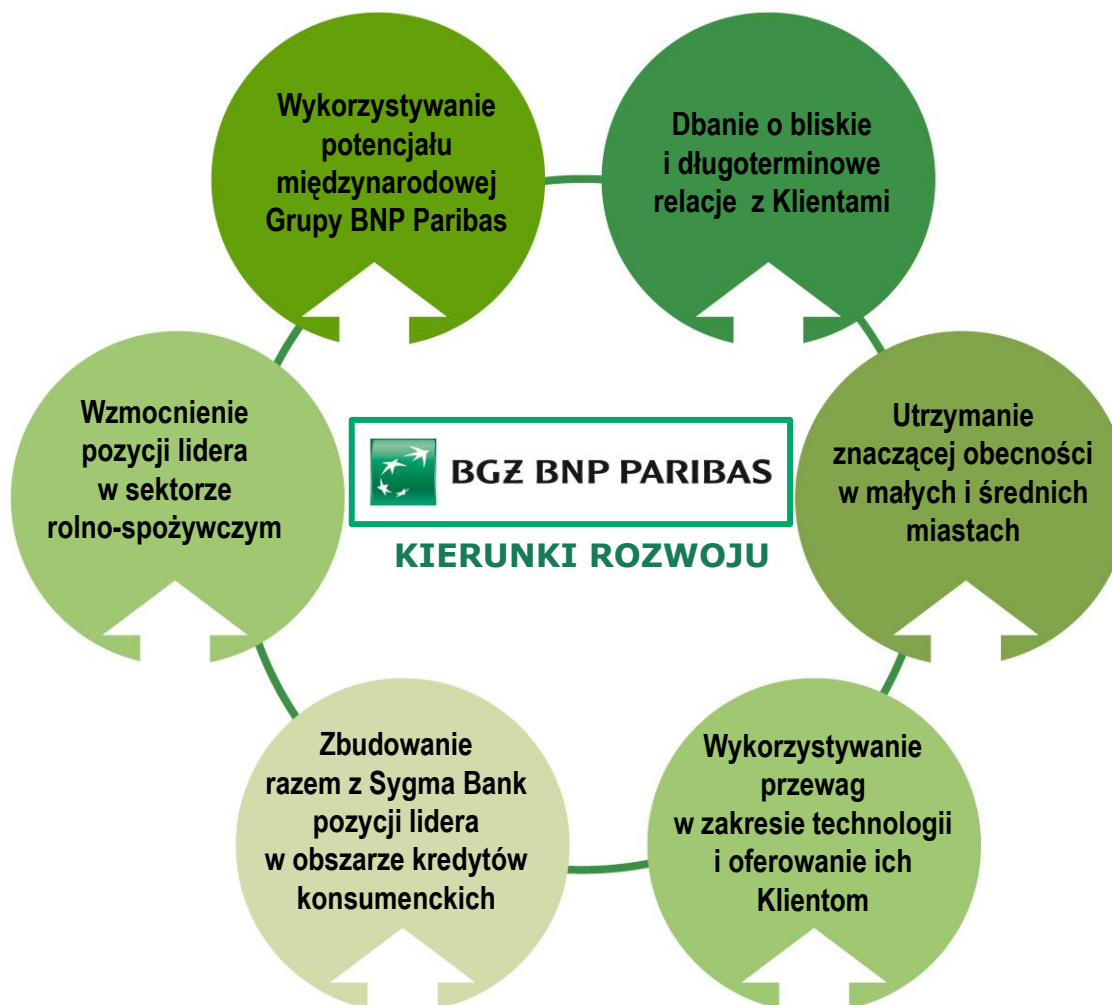 Wykorzystywanie
potencjału
międzynarodowej
Grupy BNP Paribas
Dbanie o bliskie
i długoterminowe
relacje z Klientami
Wzmocnienie
pozycji lidera
w sektorze
rolno-spożywczym
BGŻ BNP PARIBAS
KIERUNKI ROZWOJU
Utrzymanie
znaczącej obecności
w małych i średnich
miastach
Zbudowanie
razem z Sygma Bank
pozycji lidera
w obszarze kredytów
konsumenckich
Wykorzystywanie
przewag
w zakresie technologii
i oferowanie ich
Klientom